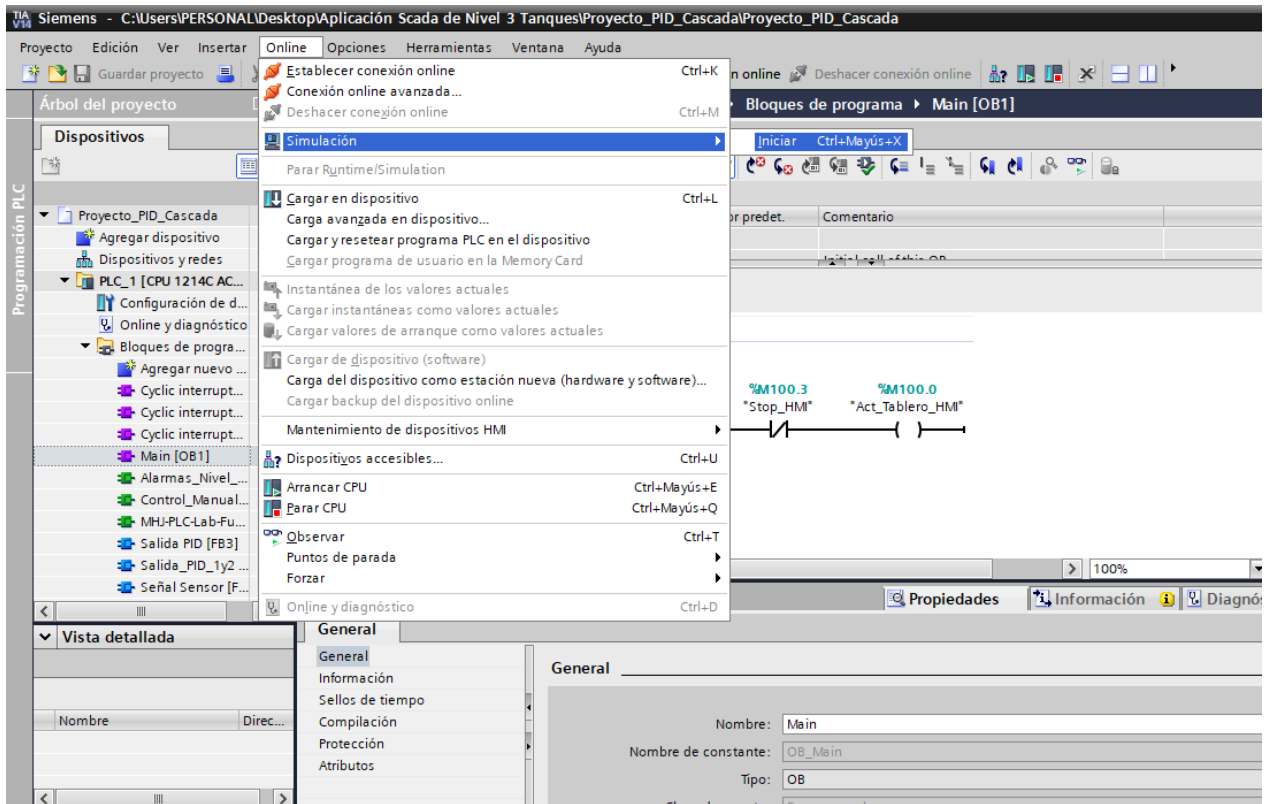 TIA V14 Siemens - C:\Users\PERSONAL\Desktop\Aplicación Scada de Nivel 3 Tanques\Proyecto_PID_Cascada\Proyecto_PID_Cascada
Proyecto Edición Ver Insertar Online Opciones Herramientas Ventana Ayuda
Guardar proyecto
n online Deshacer conexión online
Establecer conexión online Ctrl+K
Conexión online avanzada...
Deshacer conexión online Ctrl+M
Simulación
Iniciar Ctrl+Mayús+X
Parar Runtime/Simulation
Cargar en dispositivo Ctrl+L
Carga avanzada en dispositivo...
Cargar y resetear programa PLC en el dispositivo
Cargar programa de usuario en la Memory Card
Instantánea de los valores actuales
Cargar instantáneas como valores actuales
Cargar valores de arranque como valores actuales
Cargar de dispositivo (software)
Carga del dispositivo como estación nueva (hardware y software)...
Cargar backup del dispositivo online
Mantenimiento de dispositivos HMI
Dispositivos accesibles... Ctrl+U
Arrancar CPU Ctrl+Mayús+E
Parar CPU Ctrl+Mayús+Q
Observar Ctrl+T
Puntos de parada
Forzar
Online y diagnóstico Ctrl+D
Árbol del proyecto
Dispositivos
Programación PLC
Proyecto_PID_Cascada
Agregar dispositivo
Dispositivos y redes
PLC_1 [CPU 1214C AC...
Configuración de d...
Online y diagnóstico
Bloques de progra...
Agregar nuevo ...
Cyclic interrupt...
Cyclic interrupt...
Cyclic interrupt...
Main [OB1]
Alarmas_Nivel_...
Control_Manual...
MHJ-PLC-Lab-Fu...
Salida PID [FB3]
Salida_PID_1y2 ...
Señal Sensor [F...
Vista detallada
Nombre Direc...
Bloques de programa Main [OB1]
or predet. Comentario
Initial call of this OB
%M100.3 %M100.0
"Stop_HMI" "Act_Tablero_HMI"
100%
Propiedades Información Diagnós
General
General
Información
Sellos de tiempo
Compilación
Protección
Atributos
General
Nombre: Main
Nombre de constante: OB_Main
Tipo: OB